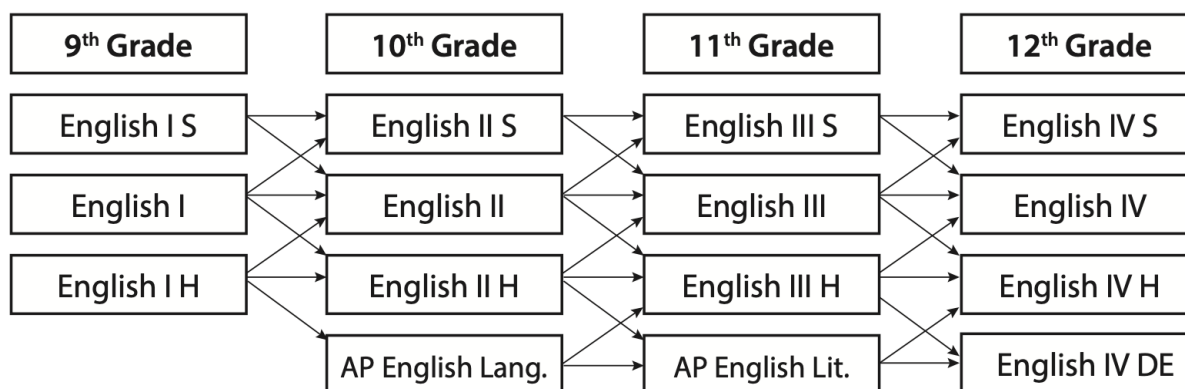 9th Grade
10th Grade
11th Grade
12th Grade
English I S
English II S
English III S
English IV S
English I
English II
English III
English IV
English I H
English II H
English III H
English IV H
AP English Lang.
AP English Lit.
English IV DE